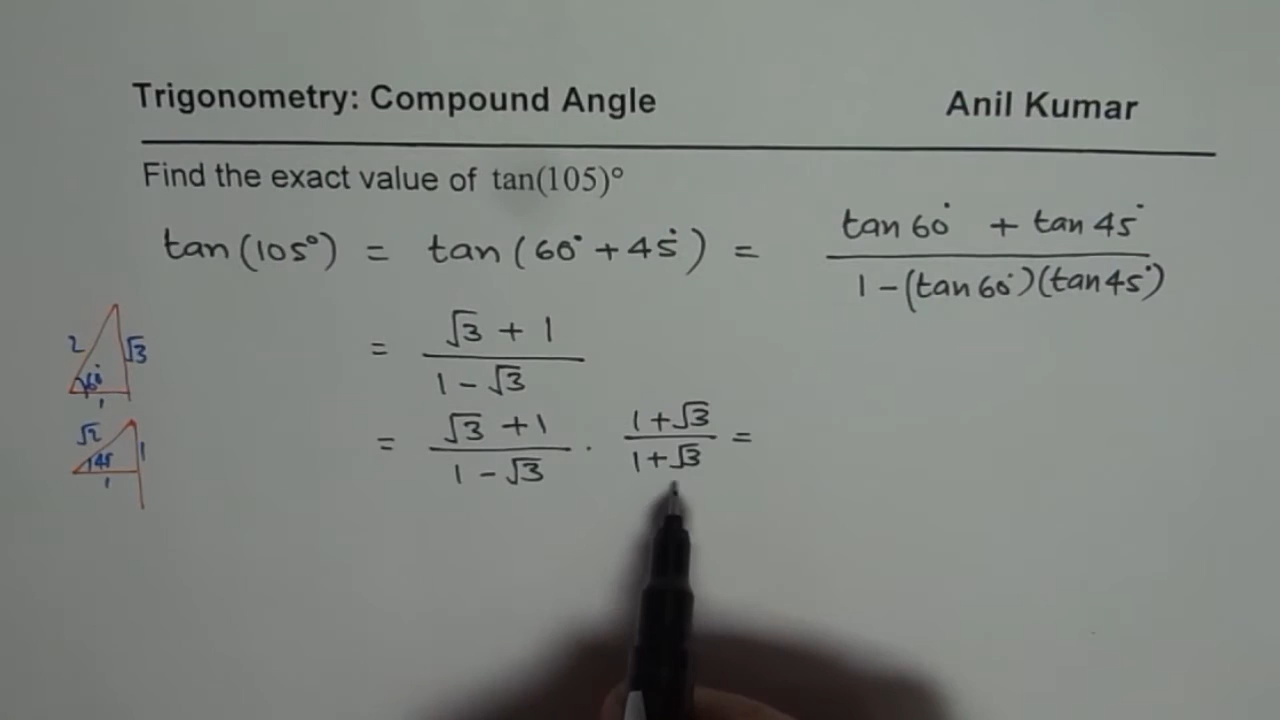 Trigonometry: Compound Angle Anil Kumar
Find the exact value of tan(105)°
tan(105°) = tan(60° + 45°) = tan 60° + tan 45° / 1 - (tan 60°)(tan 45°)
2 √3 60° 1
= √3 + 1 / 1 - √3
√2 1 45 1
= √3 + 1 / 1 - √3 · 1 + √3 / 1 + √3 =